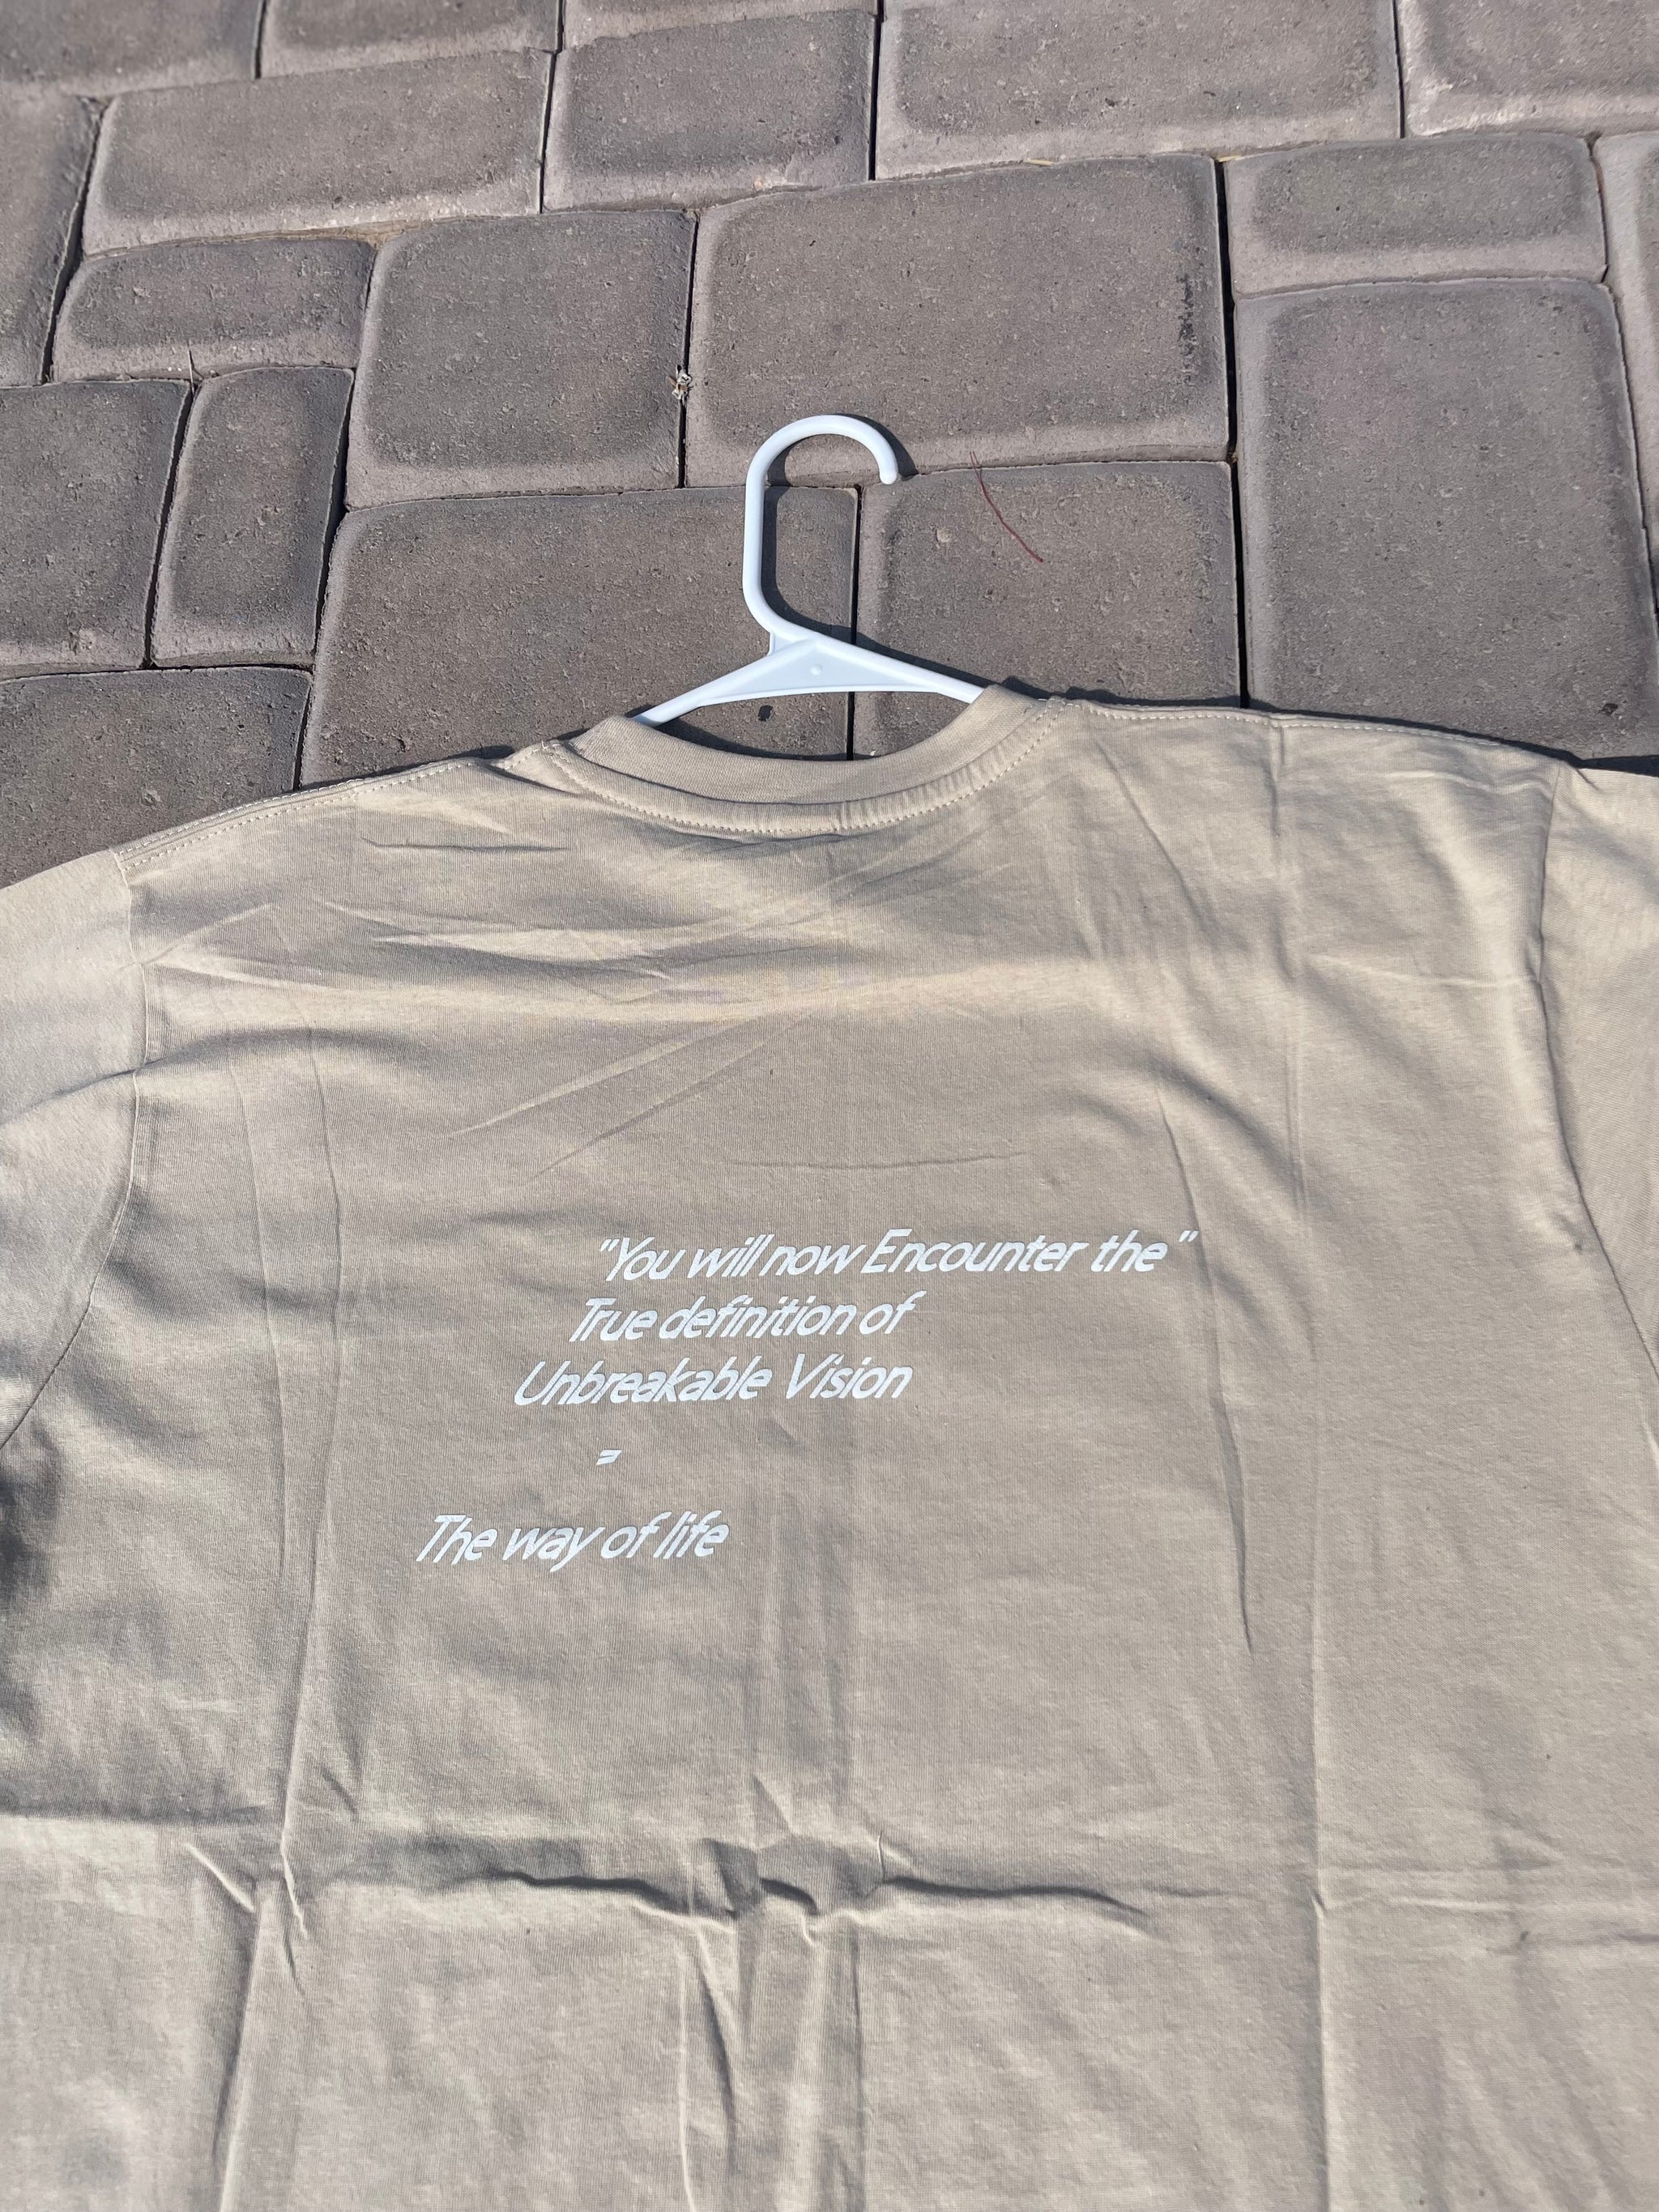 "You will now Encounter the"
True definition of
Unbreakable Vision
=
The way of life